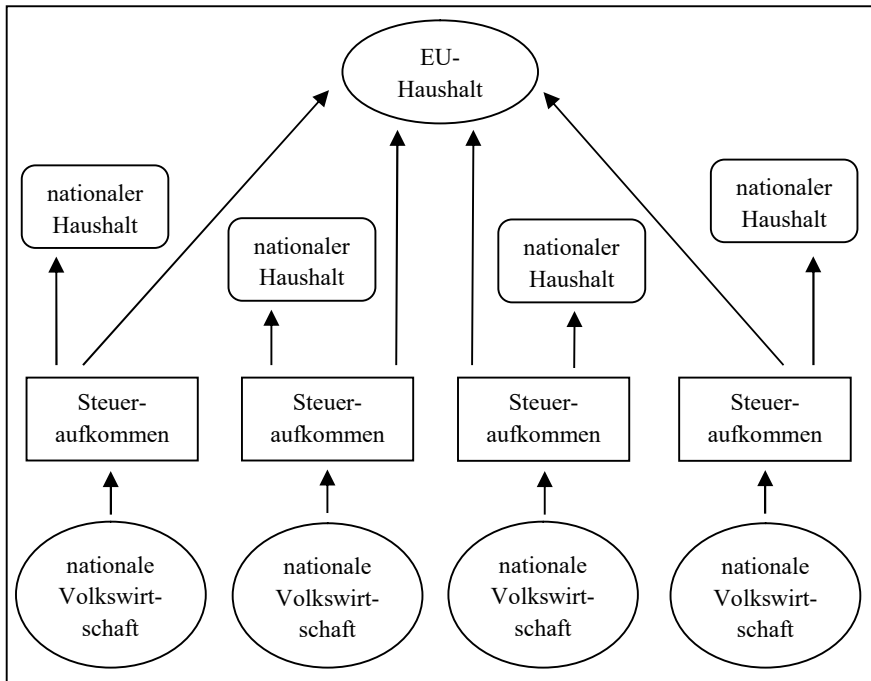 EU-
Haushalt
nationaler
Haushalt
nationaler
Haushalt
nationaler
Haushalt
nationaler
Haushalt
Steuer-
aufkommen
Steuer-
aufkommen
Steuer-
aufkommen
Steuer-
aufkommen
nationale
Volkswirt-
schaft
nationale
Volkswirt-
schaft
nationale
Volkswirt-
schaft
nationale
Volkswirt-
schaft